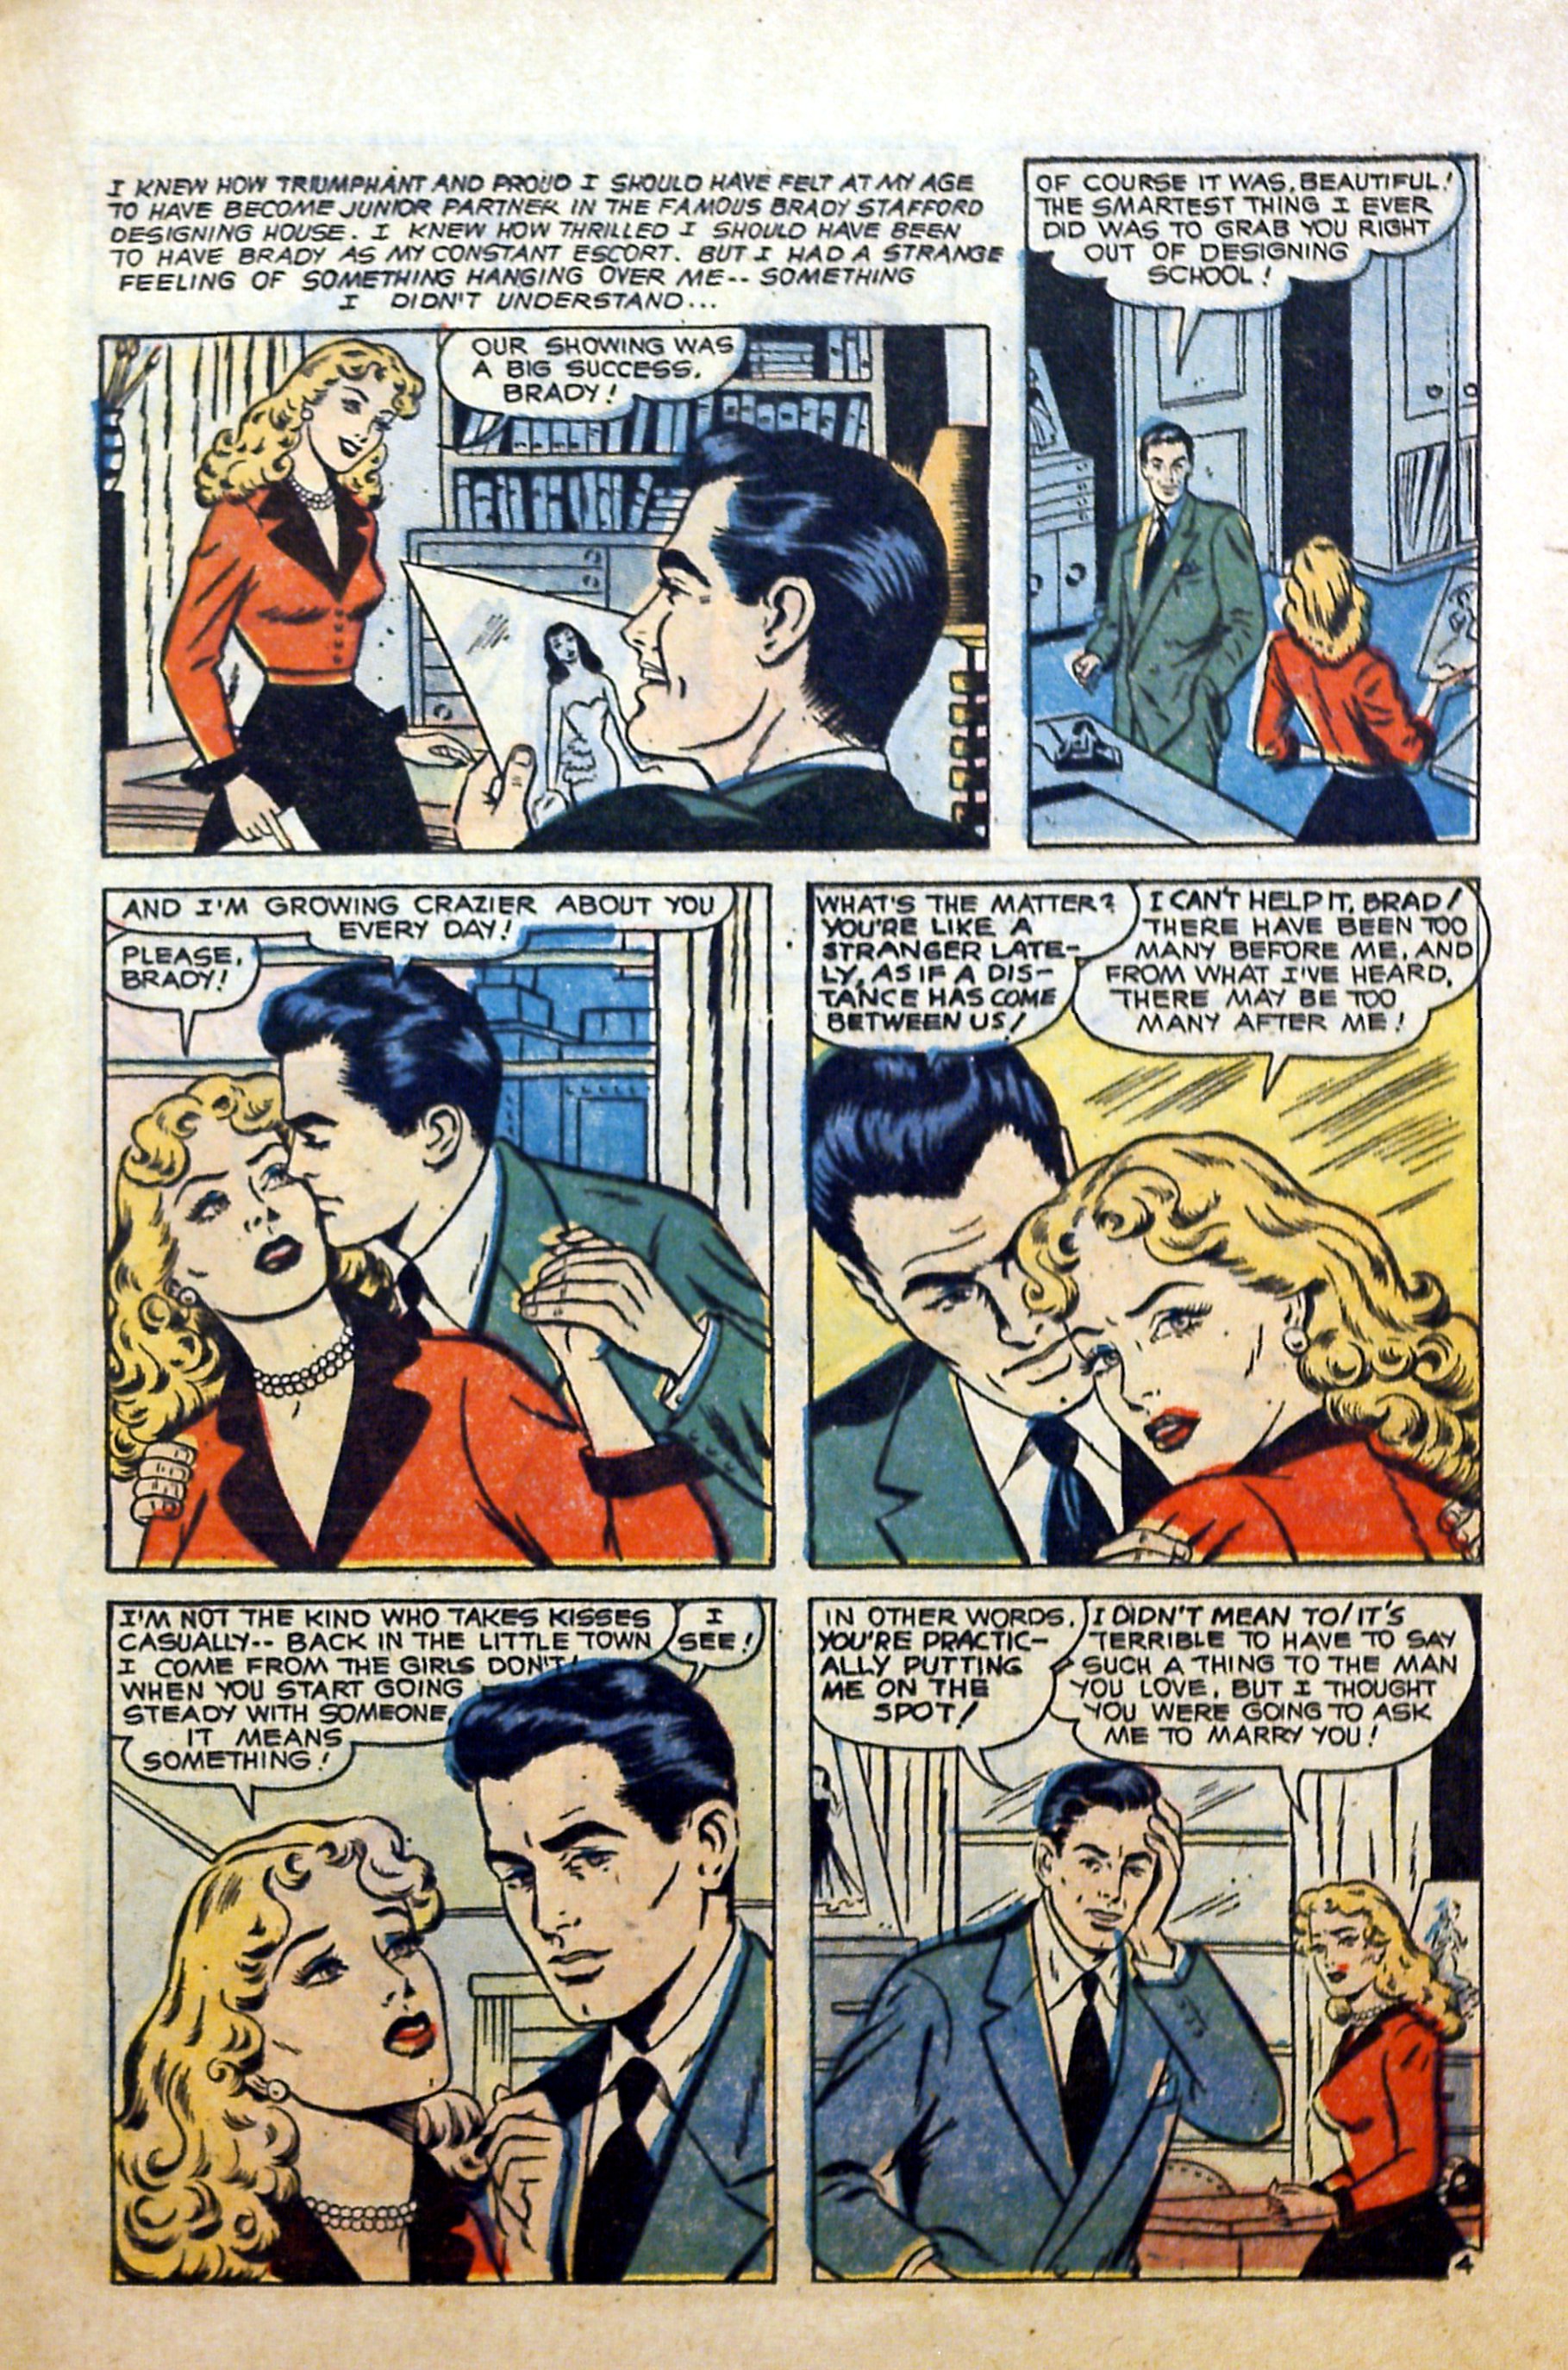 I KNEW HOW TRIUMPHANT AND PROUD I SHOULD HAVE FELT AT MY AGE
TO HAVE BECOME JUNIOR PARTNER IN THE FAMOUS BRADY STAFFORD
DESIGNING HOUSE. I KNEW HOW THRILLED I SHOULD HAVE BEEN
TO HAVE BRADY AS MY CONSTANT ESCORT. BUT I HAD A STRANGE
FEELING OF SOMETHING HANGING OVER ME-- SOMETHING
I DIDN'T UNDERSTAND...
OUR SHOWING WAS
A BIG SUCCESS,
BRADY!
OF COURSE IT WAS, BEAUTIFUL!
THE SMARTEST THING I EVER
DID WAS TO GRAB YOU RIGHT
OUT OF DESIGNING
SCHOOL!
AND I'M GROWING CRAZIER ABOUT YOU
EVERY DAY!
PLEASE,
BRADY!
WHAT'S THE MATTER?
YOU'RE LIKE A
STRANGER LATE-
LY, AS IF A DIS-
TANCE HAS COME
BETWEEN US!
I CAN'T HELP IT, BRAD!
THERE HAVE BEEN TOO
MANY BEFORE ME, AND
FROM WHAT I'VE HEARD,
THERE MAY BE TOO
MANY AFTER ME!
I'M NOT THE KIND WHO TAKES KISSES
CASUALLY-- BACK IN THE LITTLE TOWN
I COME FROM THE GIRLS DON'T!
WHEN YOU START GOING
STEADY WITH SOMEONE,
IT MEANS
SOMETHING!
I
SEE!
IN OTHER WORDS,
YOU'RE PRACTIC-
ALLY PUTTING
ME ON THE
SPOT!
I DIDN'T MEAN TO! IT'S
TERRIBLE TO HAVE TO SAY
SUCH A THING TO THE MAN
YOU LOVE, BUT I THOUGHT
YOU WERE GOING TO ASK
ME TO MARRY YOU!
4